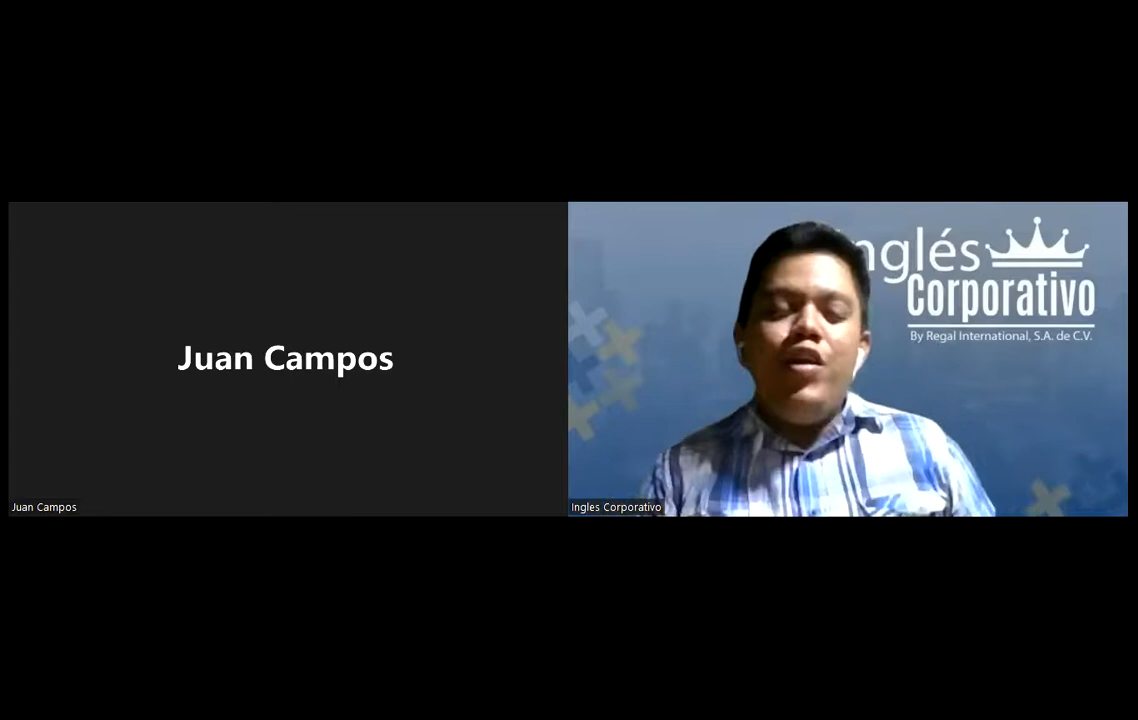 Juan Campos
Juan Campos
Inglés
Corporativo
By Regal International, S.A. de C.V.
Ingles Corporativo